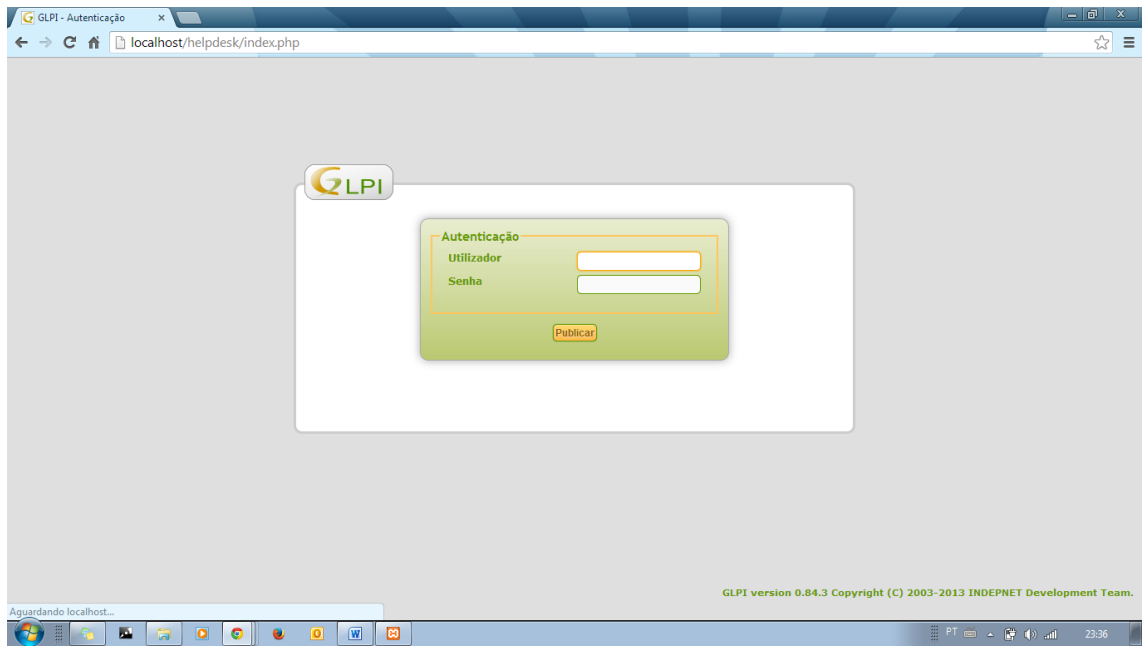 GLPI - Autenticação
localhost/helpdesk/index.php
GLPI
Autenticação
Utilizador
Senha
Publicar
GLPI version 0.84.3 Copyright (C) 2003-2013 INDEPNET Development Team.
Aguardando localhost...
PT
23:36